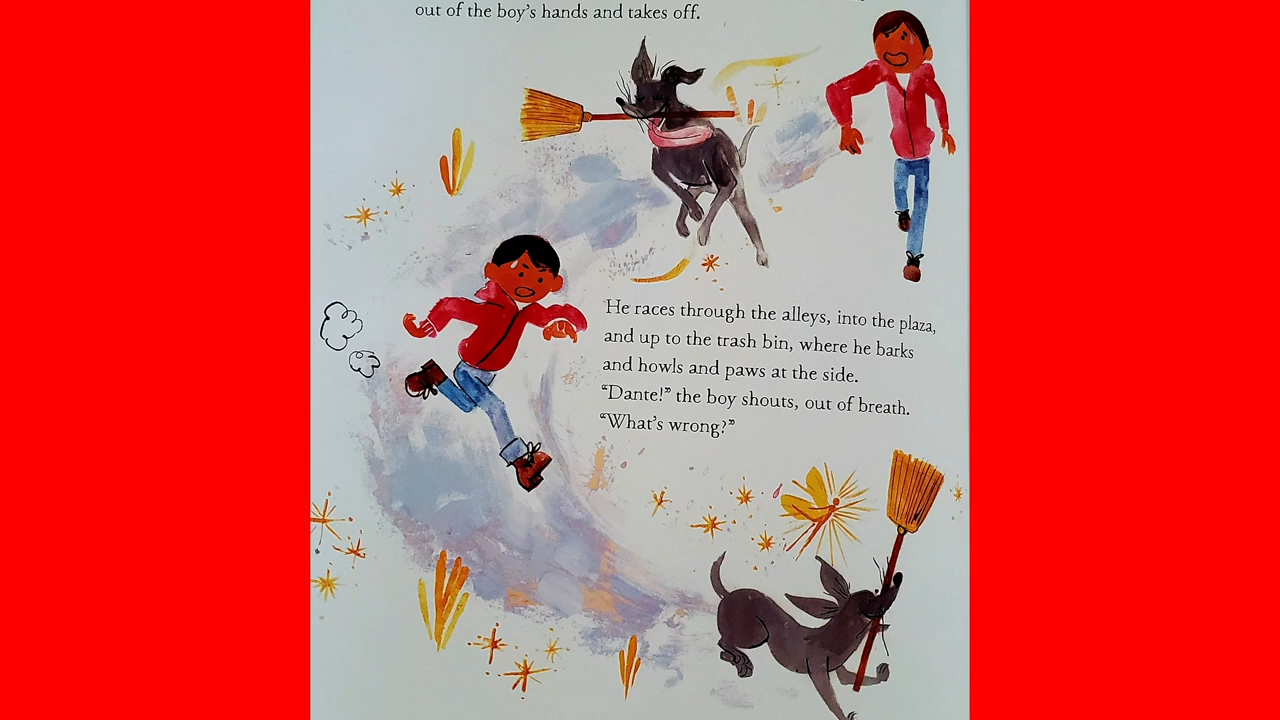 out of the boy's hands and takes off.
He races through the alleys, into the plaza,
and up to the trash bin, where he barks
and howls and paws at the side.
“Dante!” the boy shouts, out of breath.
“What's wrong?”